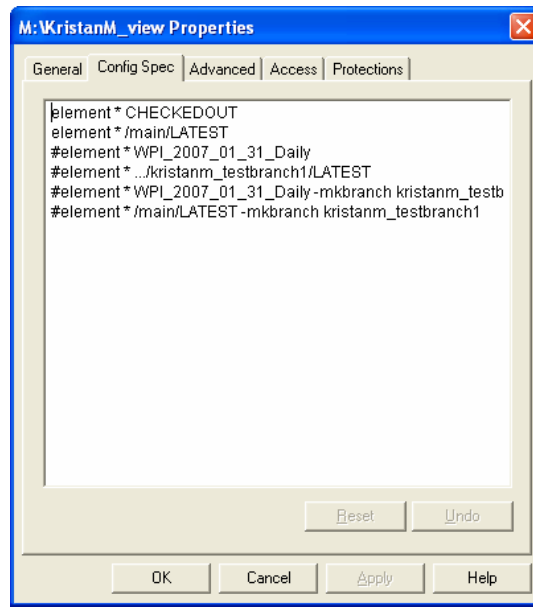 M:\KristanM_view Properties
General Config Spec Advanced Access Protections
element * CHECKEDOUT
element * /main/LATEST
#element * WPI_2007_01_31_Daily
#element * .../kristanm_testbranch1/LATEST
#element * WPI_2007_01_31_Daily -mkbranch kristanm_testb
#element * /main/LATEST -mkbranch kristanm_testbranch1
Reset Undo
OK Cancel Apply Help